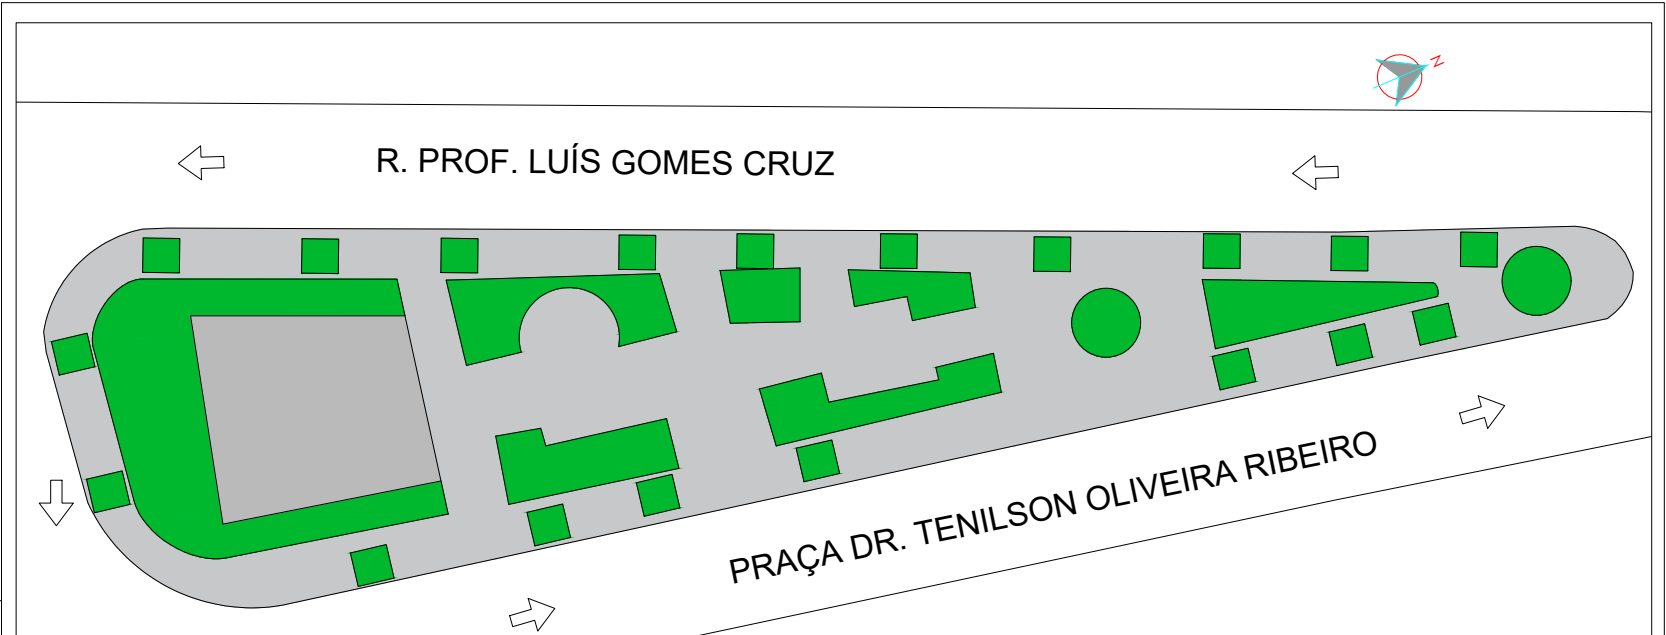 N
R. PROF. LUÍS GOMES CRUZ
PRAÇA DR. TENILSON OLIVEIRA RIBEIRO